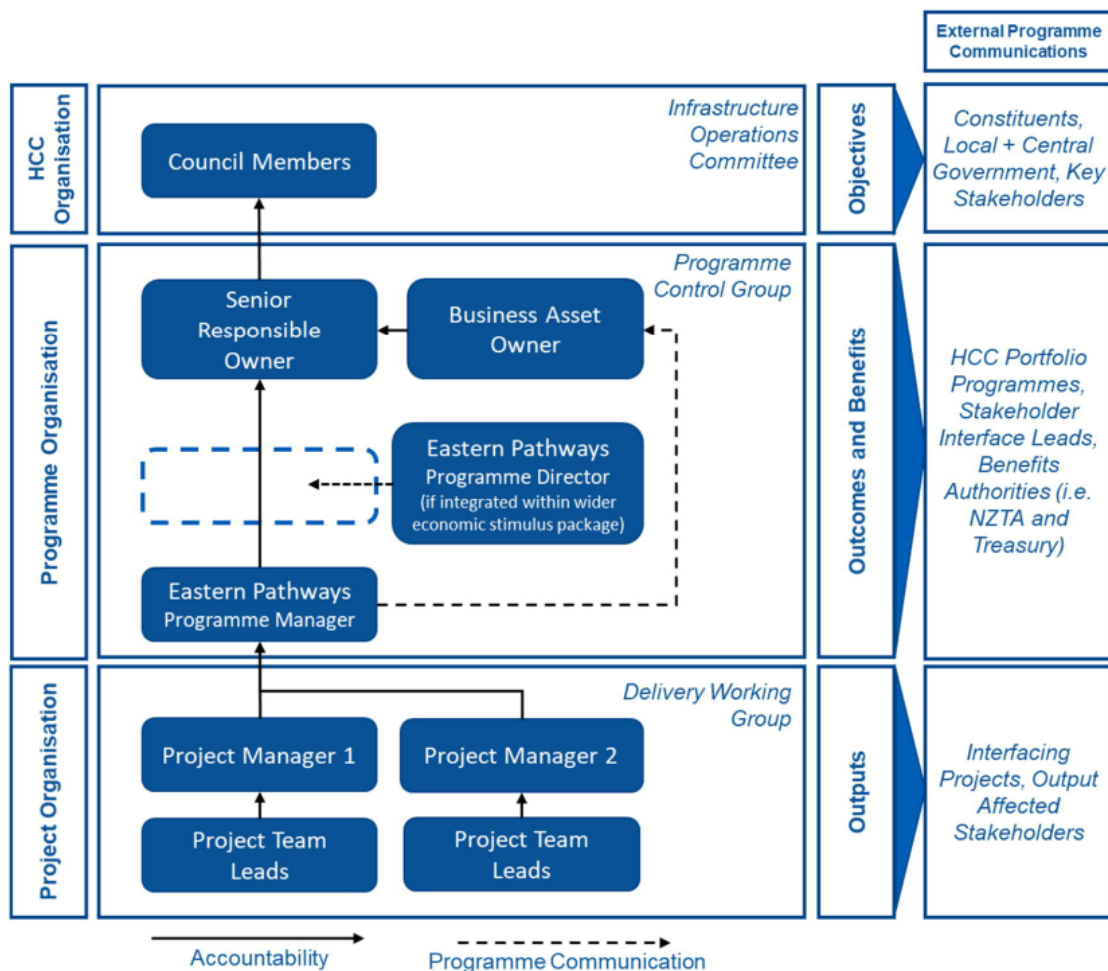 External Programme
Communications
HCC
Organisation
Council Members
Infrastructure
Operations
Committee
Objectives
Constituents,
Local + Central
Government, Key
Stakeholders
Programme Organisation
Programme
Control Group
Senior
Responsible
Owner
Business Asset
Owner
Eastern Pathways
Programme Director
(if integrated within wider
economic stimulus package)
Eastern Pathways
Programme Manager
Outcomes and Benefits
HCC Portfolio
Programmes,
Stakeholder
Interface Leads,
Benefits
Authorities (i.e.
NZTA and
Treasury)
Project Organisation
Delivery Working
Group
Project Manager 1
Project Manager 2
Project Team
Leads
Project Team
Leads
Outputs
Interfacing
Projects, Output
Affected
Stakeholders
Accountability
Programme Communication